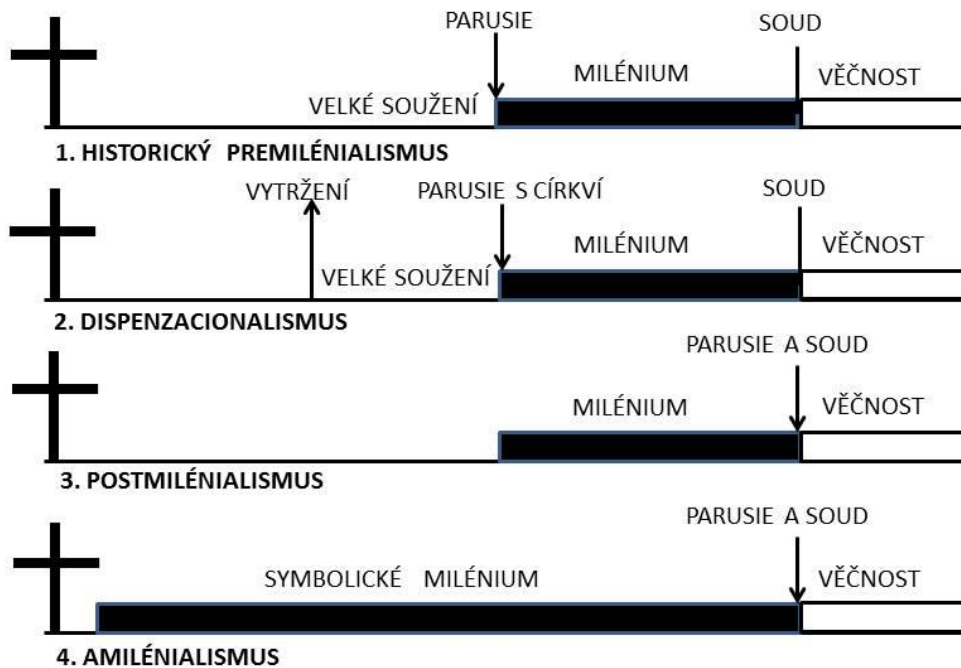 PARUSIE
SOUD
MILÉNIUM
VĚČNOST
VELKÉ SOUŽENÍ
1. HISTORICKÝ PREMILÉNIALISMUS
VYTRŽENÍ
PARUSIE S CÍRKVÍ
SOUD
MILÉNIUM
VĚČNOST
VELKÉ SOUŽENÍ
2. DISPENZACIONALISMUS
PARUSIE A SOUD
MILÉNIUM
VĚČNOST
3. POSTMILÉNIALISMUS
PARUSIE A SOUD
SYMBOLICKÉ MILÉNIUM
VĚČNOST
4. AMILÉNIALISMUS